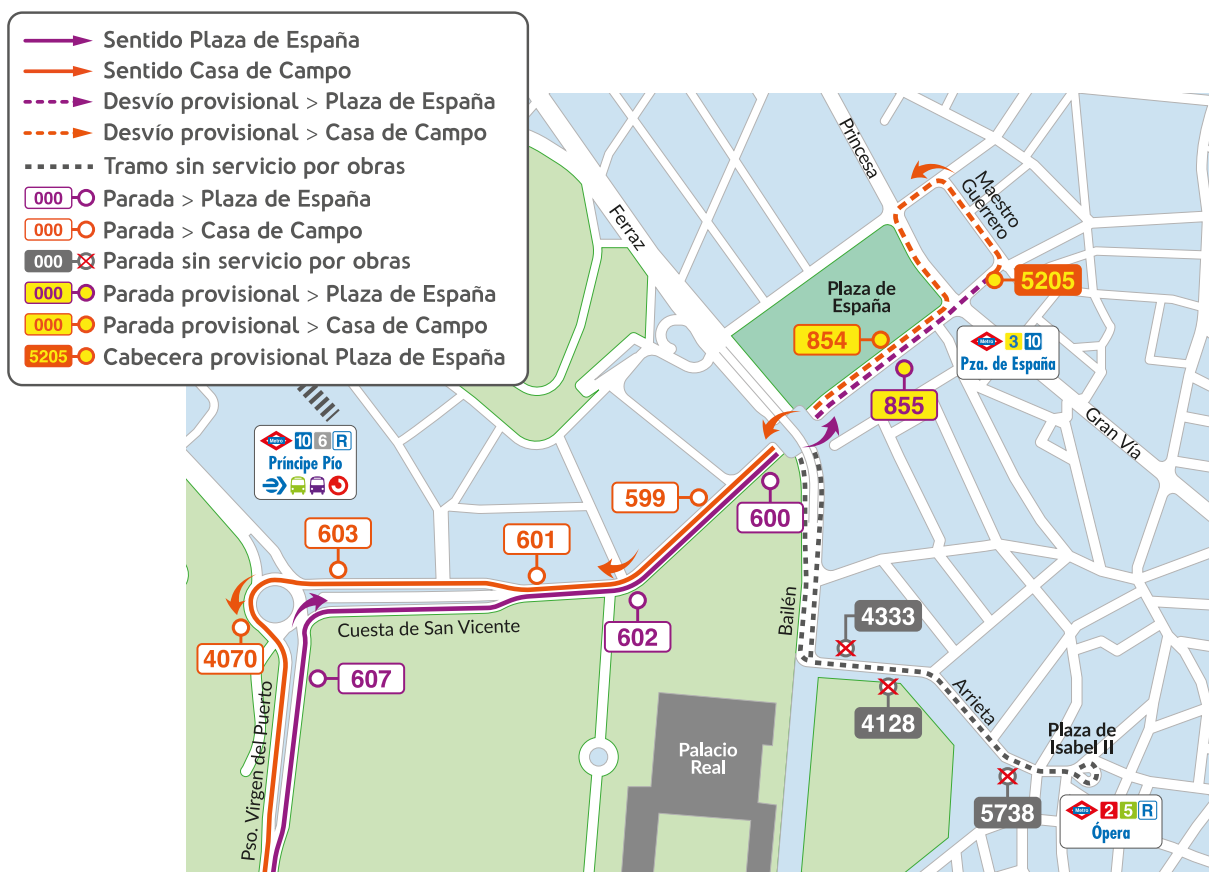 Sentido Plaza de España
Sentido Casa de Campo
Desvío provisional > Plaza de España
Desvío provisional > Casa de Campo
Tramo sin servicio por obras
000 Parada > Plaza de España
000 Parada > Casa de Campo
000 Parada sin servicio por obras
000 Parada provisional > Plaza de España
000 Parada provisional > Casa de Campo
5205 Cabecera provisional Plaza de España
Princesa
Maestro
Guerrero
Ferraz
5205
Plaza de
España
854
Metro 3 10
Pza. de España
855
Gran Vía
Metro 10 6 R
Príncipe Pío
599
600
603
601
4070
Cuesta de San Vicente
602
607
Bailén
4333
4128
Arrieta
Pso. Virgen del Puerto
Palacio
Real
Plaza de
Isabel II
5738
Metro 2 5 R
Ópera